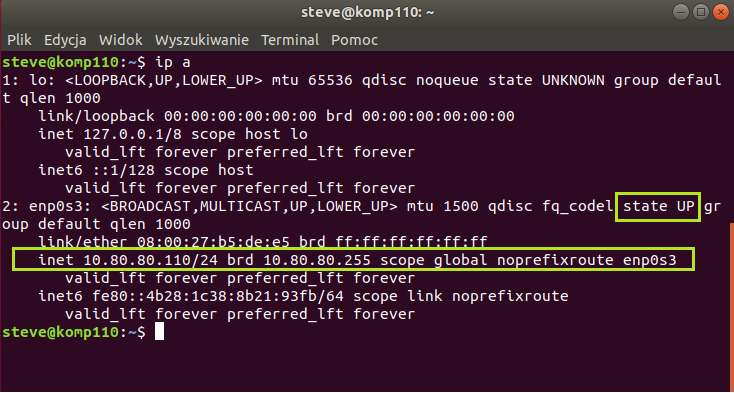 steve@komp110: ~
Plik Edycja Widok Wyszukiwanie Terminal Pomoc
steve@komp110:~$ ip a
1: lo: <LOOPBACK,UP,LOWER_UP> mtu 65536 qdisc noqueue state UNKNOWN group defaul
t qlen 1000
    link/loopback 00:00:00:00:00:00 brd 00:00:00:00:00:00
    inet 127.0.0.1/8 scope host lo
       valid_lft forever preferred_lft forever
    inet6 ::1/128 scope host
       valid_lft forever preferred_lft forever
2: enp0s3: <BROADCAST,MULTICAST,UP,LOWER_UP> mtu 1500 qdisc fq_codel state UP gr
oup default qlen 1000
    link/ether 08:00:27:b5:de:e5 brd ff:ff:ff:ff:ff:ff
    inet 10.80.80.110/24 brd 10.80.80.255 scope global noprefixroute enp0s3
       valid_lft forever preferred_lft forever
    inet6 fe80::4b28:1c38:8b21:93fb/64 scope link noprefixroute
       valid_lft forever preferred_lft forever
steve@komp110:~$